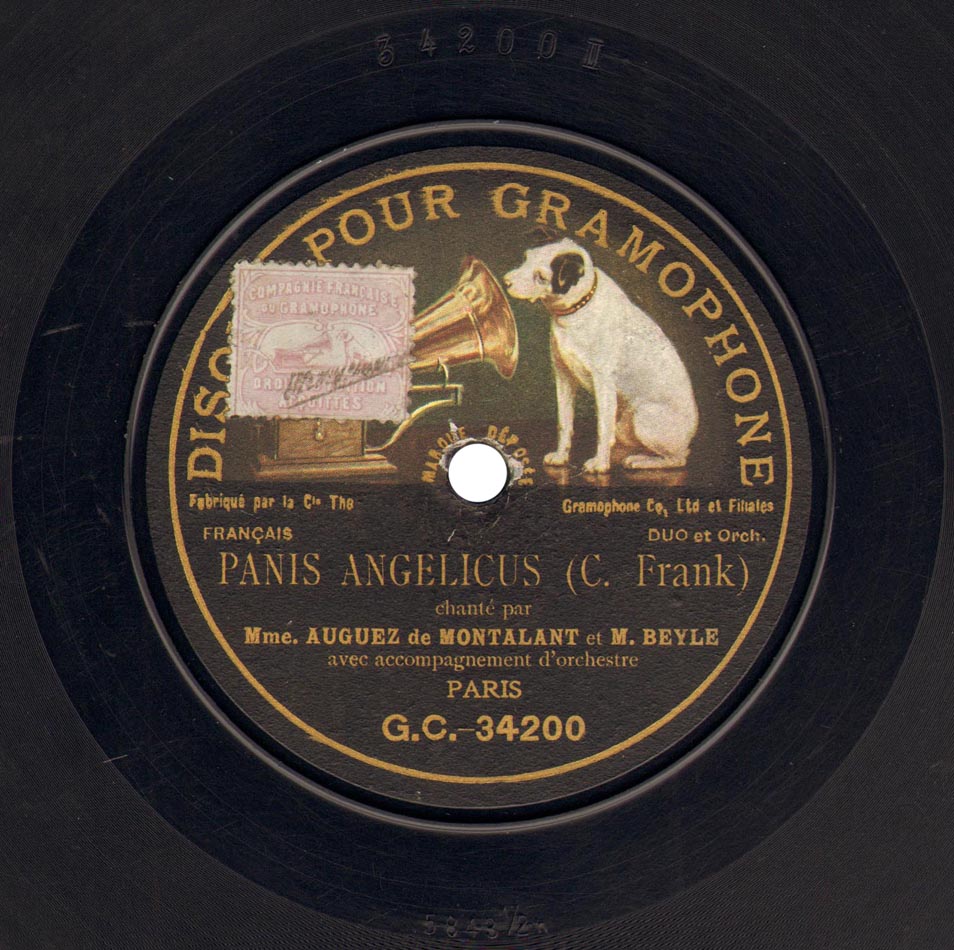 34200 II
DISQUE POUR GRAMOPHONE
COMPAGNIE FRANÇAISE
DU GRAMOPHONE
MARQUE DÉPOSÉE
Fabriqué par la Cie The
Gramophone Co, Ltd et Filiales
FRANÇAIS
DUO et Orch.
PANIS ANGELICUS (C. Frank)
chanté par
Mme. AUGUEZ de MONTALANT et M. BEYLE
avec accompagnement d'orchestre
PARIS
G.C.-34200
5848½h